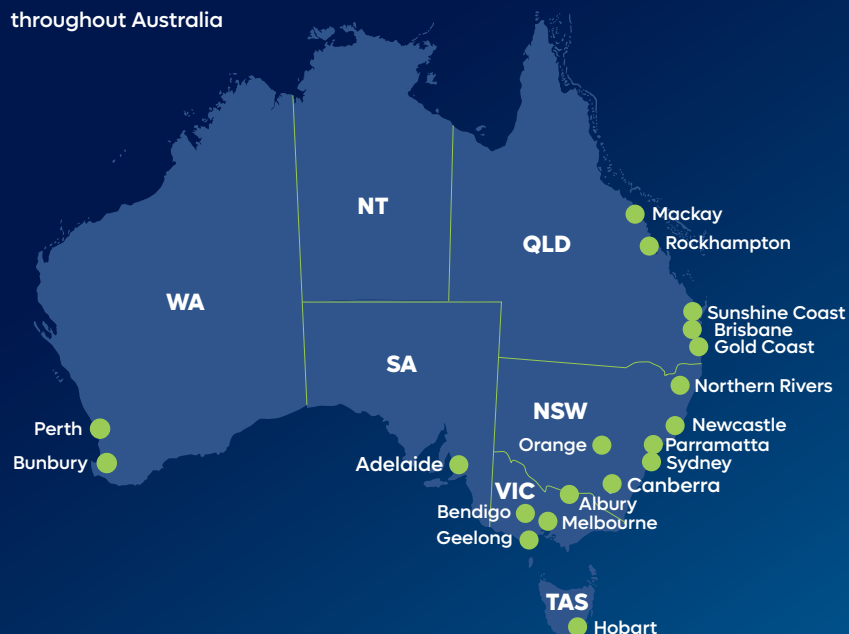 throughout Australia
NT
Mackay
QLD
Rockhampton
WA
Sunshine Coast
Brisbane
Gold Coast
SA
Northern Rivers
NSW
Newcastle
Perth
Orange
Parramatta
Bunbury
Adelaide
Sydney
VIC
Canberra
Albury
Bendigo
Melbourne
Geelong
TAS
Hobart